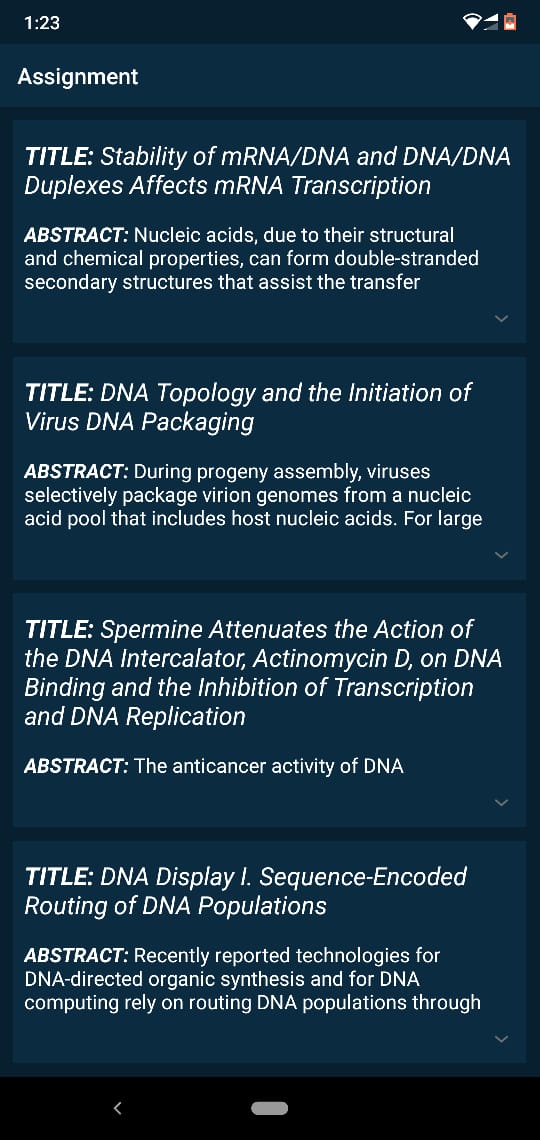 1:23
Assignment
TITLE: Stability of mRNA/DNA and DNA/DNA
Duplexes Affects mRNA Transcription
ABSTRACT: Nucleic acids, due to their structural
and chemical properties, can form double-stranded
secondary structures that assist the transfer
TITLE: DNA Topology and the Initiation of
Virus DNA Packaging
ABSTRACT: During progeny assembly, viruses
selectively package virion genomes from a nucleic
acid pool that includes host nucleic acids. For large
TITLE: Spermine Attenuates the Action of
the DNA Intercalator, Actinomycin D, on DNA
Binding and the Inhibition of Transcription
and DNA Replication
ABSTRACT: The anticancer activity of DNA
TITLE: DNA Display I. Sequence-Encoded
Routing of DNA Populations
ABSTRACT: Recently reported technologies for
DNA-directed organic synthesis and for DNA
computing rely on routing DNA populations through